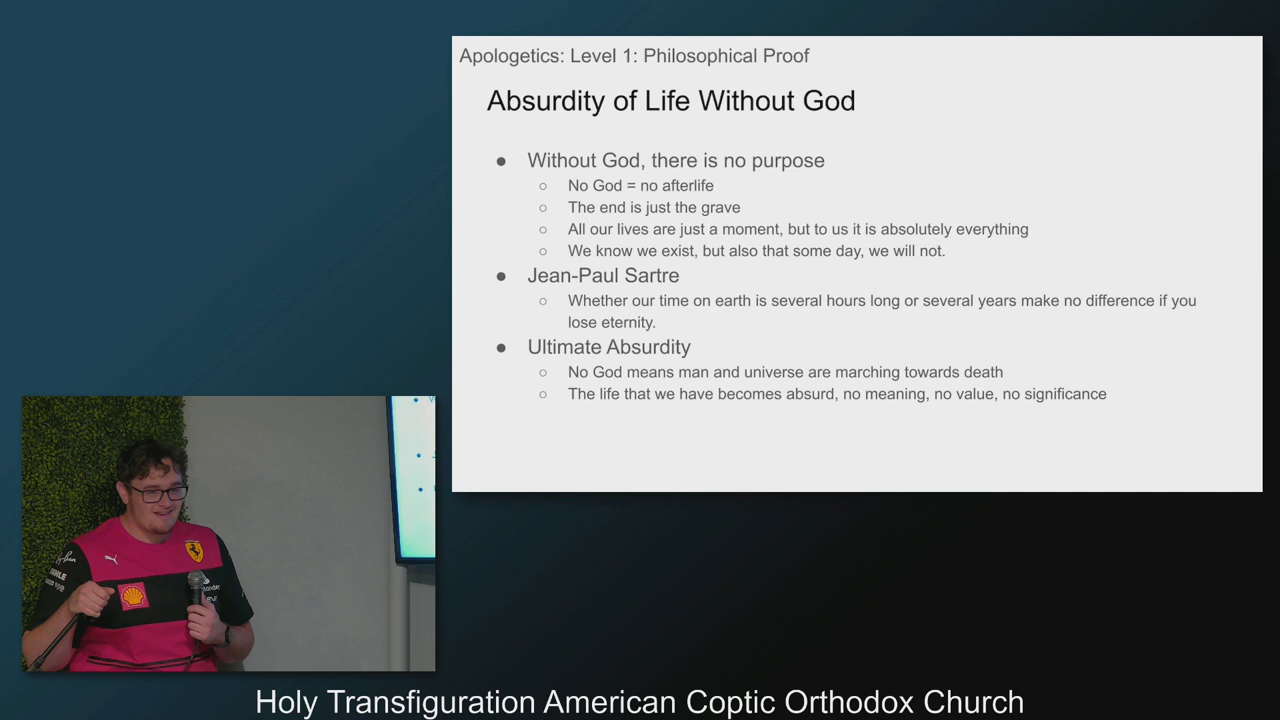 Apologetics: Level 1: Philosophical Proof
Absurdity of Life Without God
● Without God, there is no purpose
○ No God = no afterlife
○ The end is just the grave
○ All our lives are just a moment, but to us it is absolutely everything
○ We know we exist, but also that some day, we will not.
● Jean-Paul Sartre
○ Whether our time on earth is several hours long or several years make no difference if you
lose eternity.
● Ultimate Absurdity
○ No God means man and universe are marching towards death
○ The life that we have becomes absurd, no meaning, no value, no significance
Holy Transfiguration American Coptic Orthodox Church